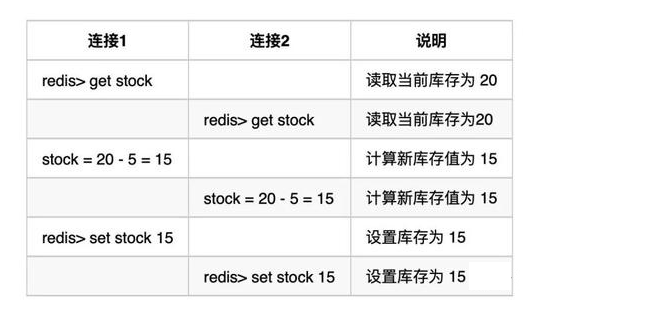 连接1 连接2 说明
redis> get stock 读取当前库存为 20
redis> get stock 读取当前库存为20
stock = 20 - 5 = 15 计算新库存值为 15
stock = 20 - 5 = 15 计算新库存值为 15
redis> set stock 15 设置库存为 15
redis> set stock 15 设置库存为 15